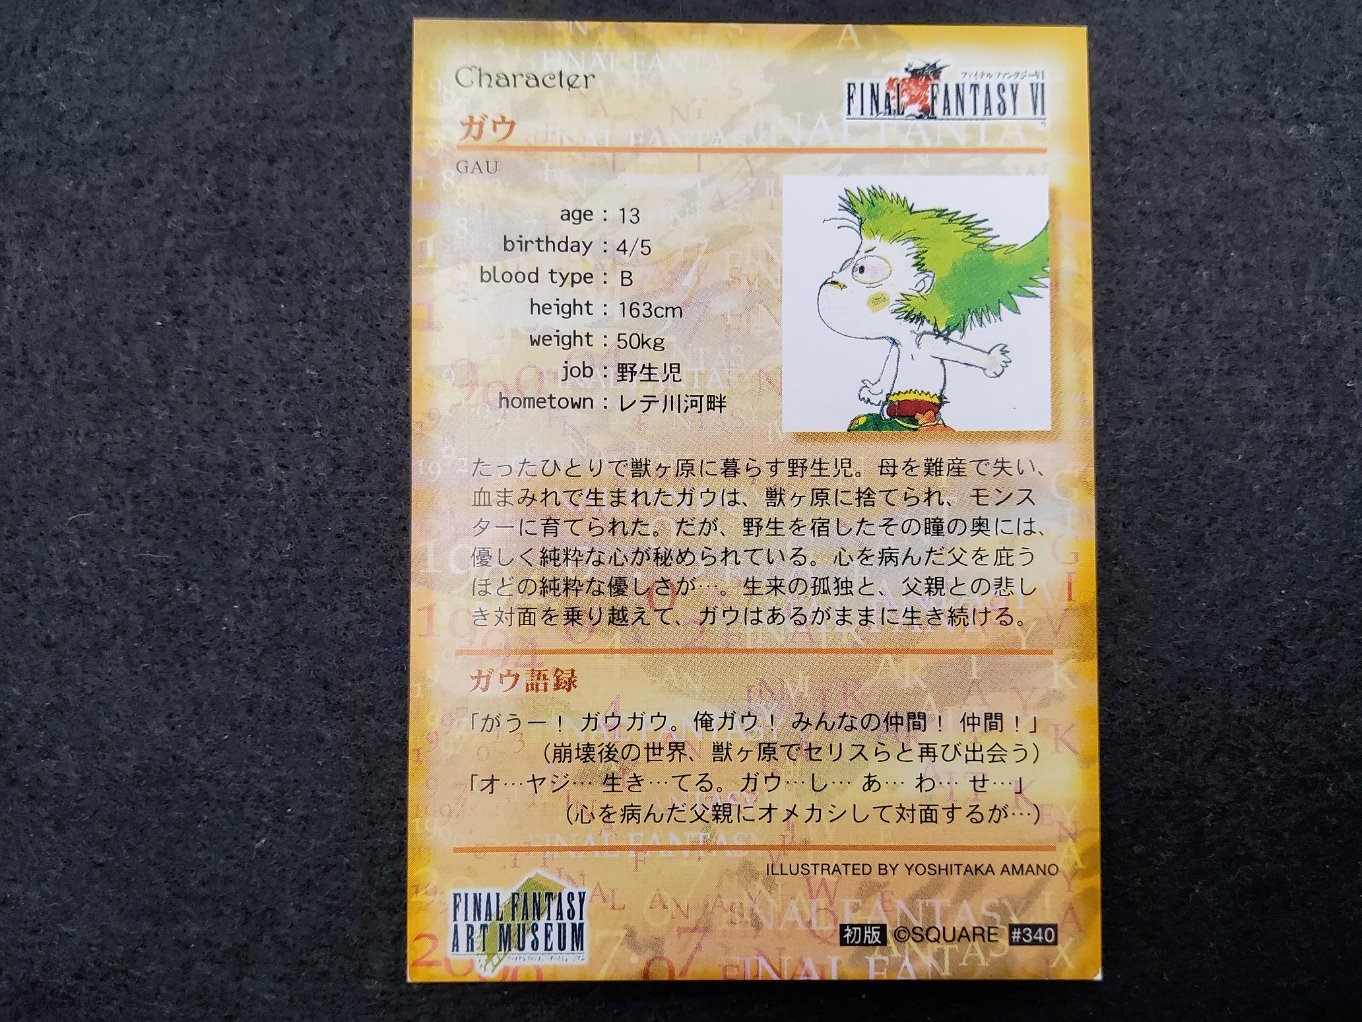 Character
ファイナルファンタジーVI
FINAL FANTASY VI
ガウ
GAU
age : 13
birthday : 4/5
blood type : B
height : 163cm
weight : 50kg
job : 野生児
hometown : レテ川河畔
たったひとりで獣ヶ原に暮らす野生児。母を難産で失い、
血まみれで生まれたガウは、獣ヶ原に捨てられ、モンス
ターに育てられた。だが、野生を宿したその瞳の奥には、
優しく純粋な心が秘められている。心を病んだ父を庇う
ほどの純粋な優しさが…。生来の孤独と、父親との悲し
き対面を乗り越えて、ガウはあるがままに生き続ける。
ガウ語録
「がうー！ ガウガウ。俺ガウ！ みんなの仲間！ 仲間！」
（崩壊後の世界、獣ヶ原でセリスらと再び出会う）
「オ…ヤジ… 生き…てる。ガウ…し… あ… わ… せ…」
（心を病んだ父親にオメカシして対面するが…）
ILLUSTRATED BY YOSHITAKA AMANO
FINAL FANTASY
ART MUSEUM
初版 ©SQUARE #340